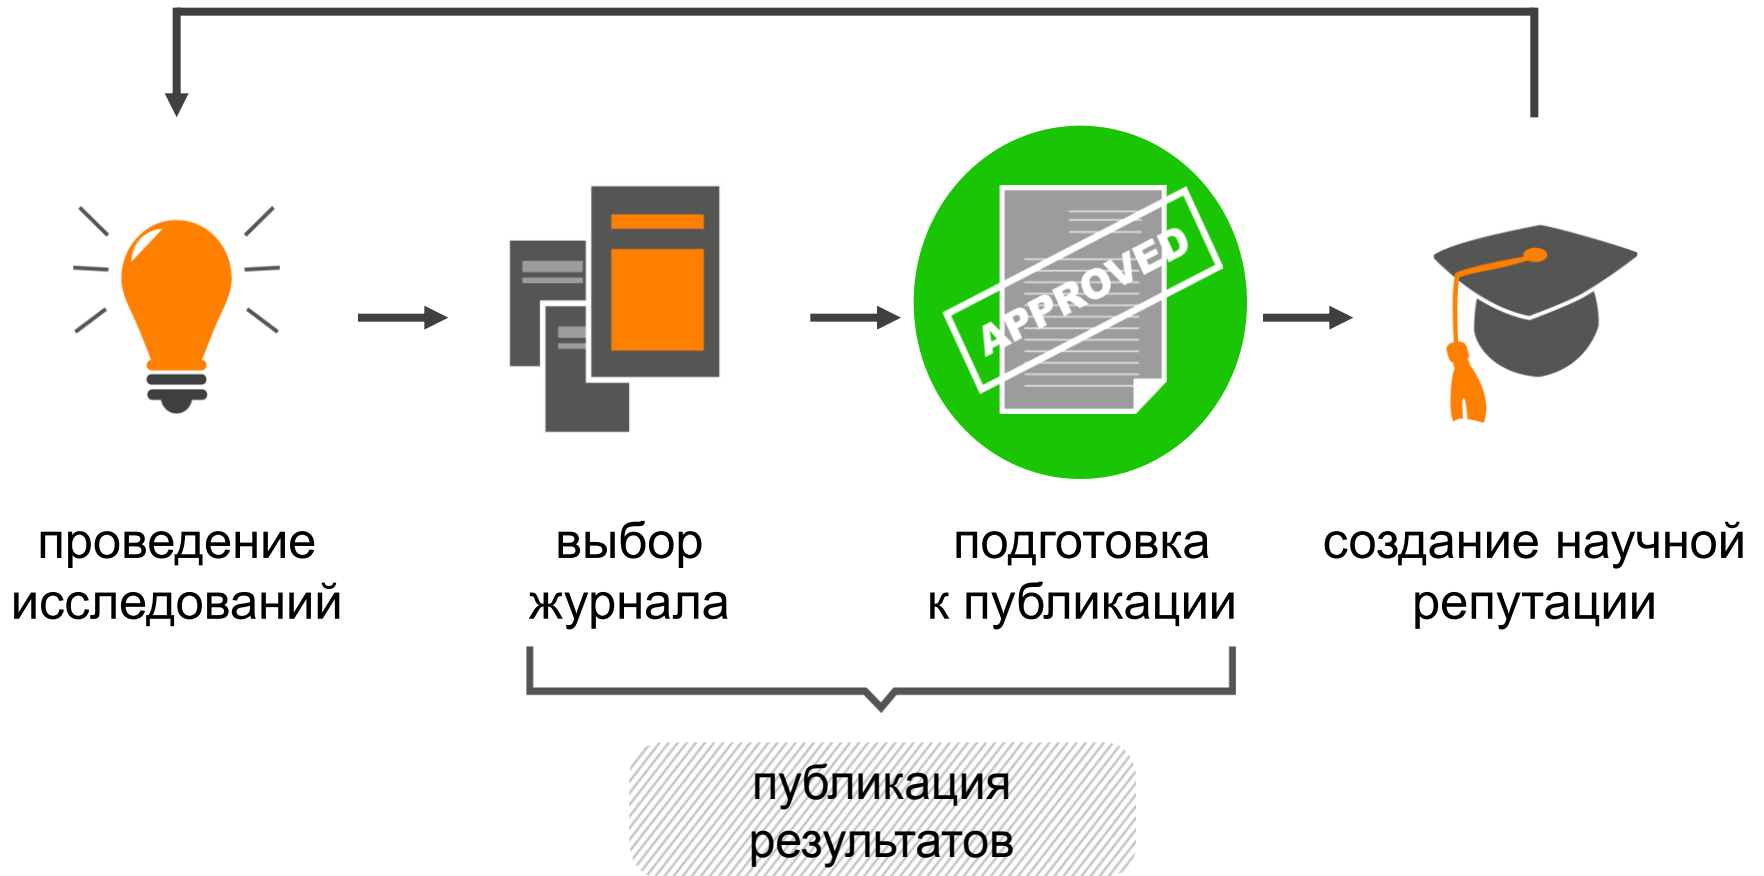 APPROVED
проведение
исследований
выбор
журнала
подготовка
к публикации
создание научной
репутации
публикация
результатов